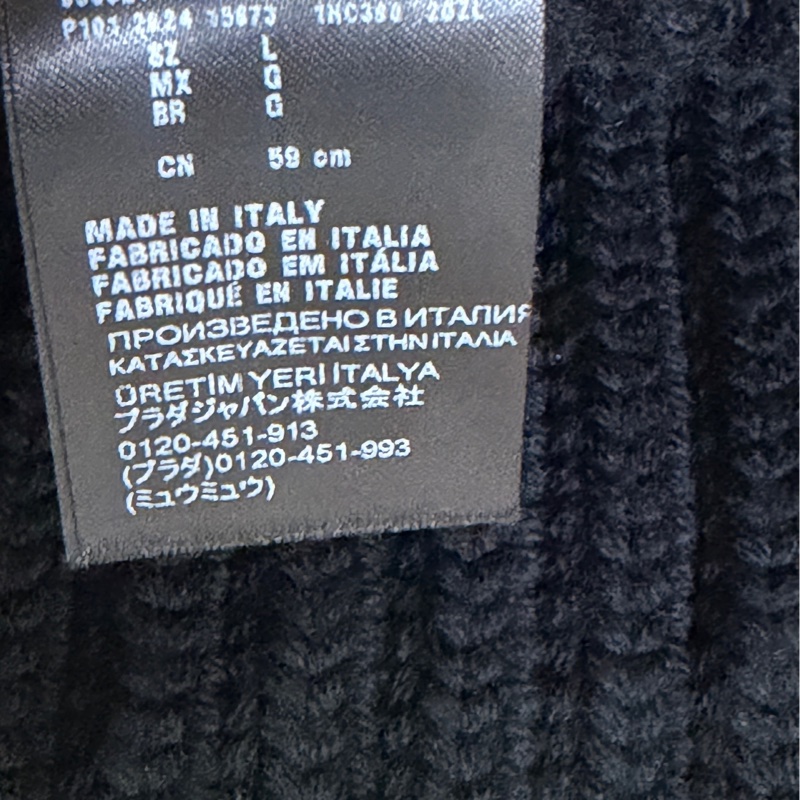 SZ L
MX G
BR G
CN 59 cm
MADE IN ITALY
FABRICADO EN ITALIA
FABRICADO EM ITÁLIA
FABRIQUÉ EN ITALIE
ПРОИЗВЕДЕНО В ИТАЛИЯ
ΚΑΤΑΣΚΕΥΑΖΕΤΑΙ ΣΤΗΝ ΙΤΑΛΙΑ
ÜRETİM YERİ İTALYA
プラダジャパン株式会社
0120-451-913
(プラダ)0120-451-993
(ミュウミュウ)